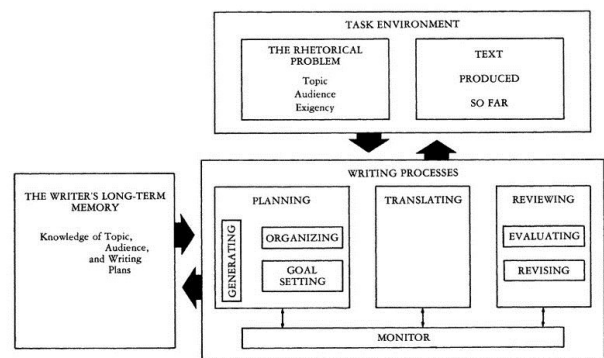 TASK ENVIRONMENT
THE RHETORICAL
PROBLEM
Topic
Audience
Exigency
TEXT
PRODUCED
SO FAR
THE WRITER'S LONG-TERM
MEMORY
Knowledge of Topic,
Audience,
and Writing
Plans
WRITING PROCESSES
PLANNING
GENERATING
ORGANIZING
GOAL
SETTING
TRANSLATING
REVIEWING
EVALUATING
REVISING
MONITOR